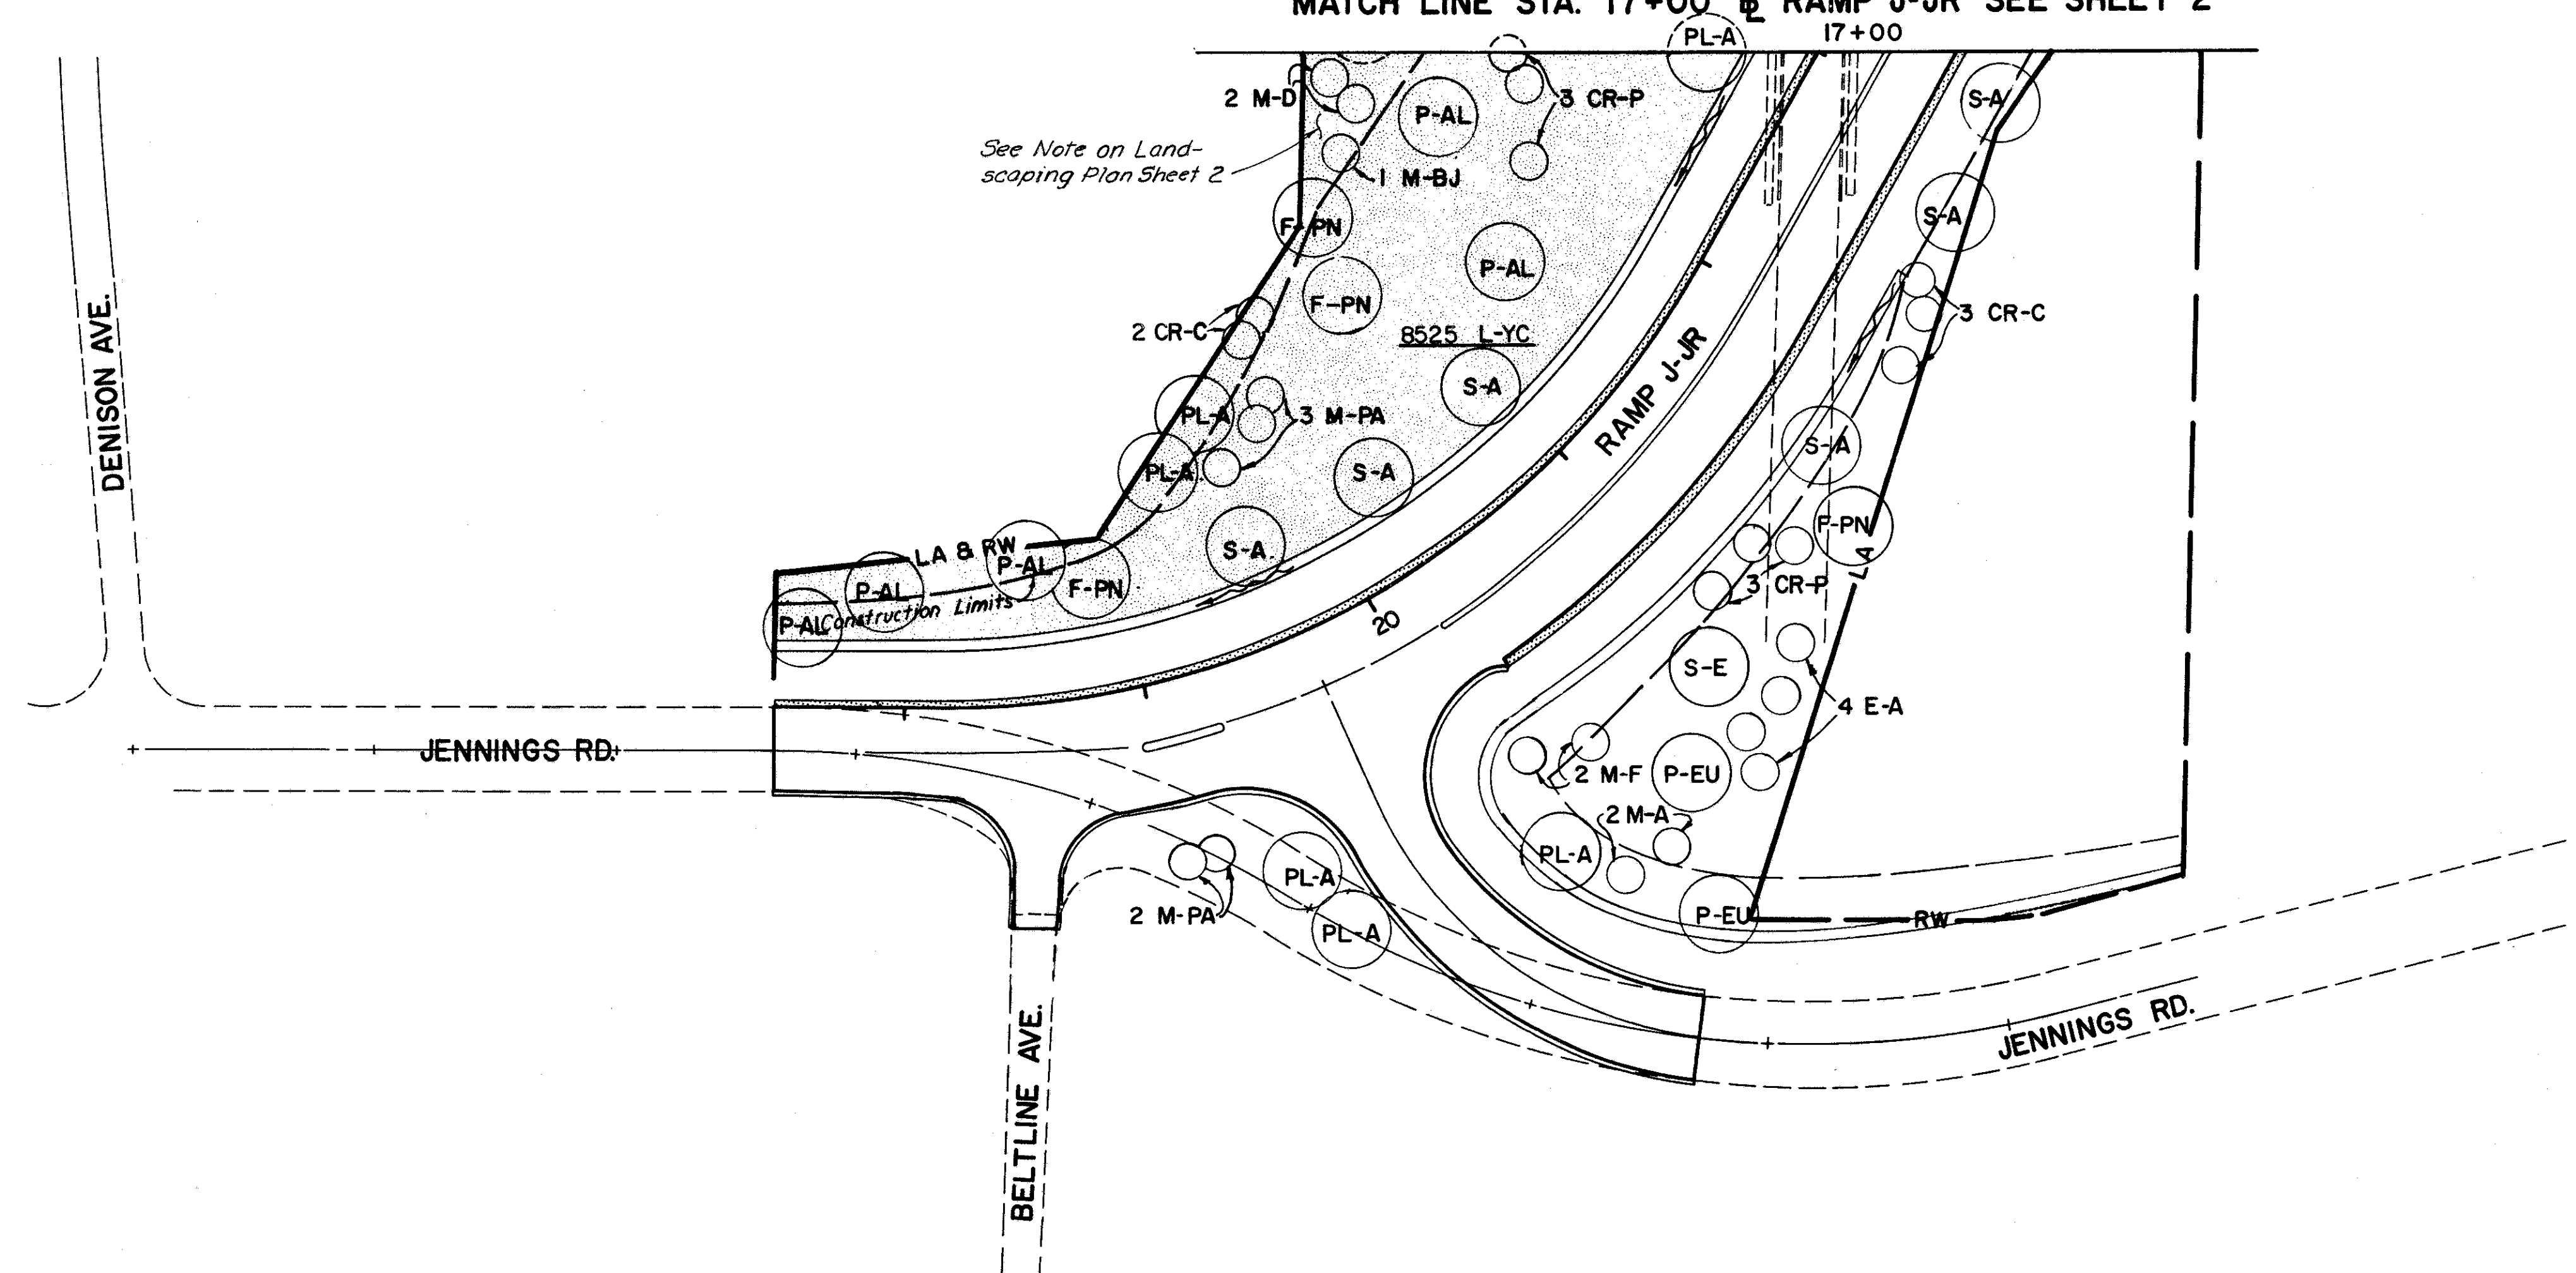 MATCH LINE STA. 17+00 ℄ RAMP J-JR SEE SHEET 2
17+00
PL-A
2 M-D
P-AL
3 CR-P
S-A
See Note on Land-
scaping Plan Sheet 2
1 M-BJ
F-PN
S-A
P-AL
F-PN
3 CR-C
2 CR-C
8525 L-YC
DENISON AVE.
RAMP J-JR
S-A
PL-A
3 M-PA
S-A
PL-A
S-A
F-PN
LA & RW
S-A
P-AL
LA
P-AL
F-PN
3 CR-P
Construction Limits
P-AL
20
S-E
4 E-A
JENNINGS RD.
2 M-F
P-EU
2 M-A
PL-A
PL-A
2 M-PA
PL-A
P-EU
RW
JENNINGS RD.
BELTLINE AVE.